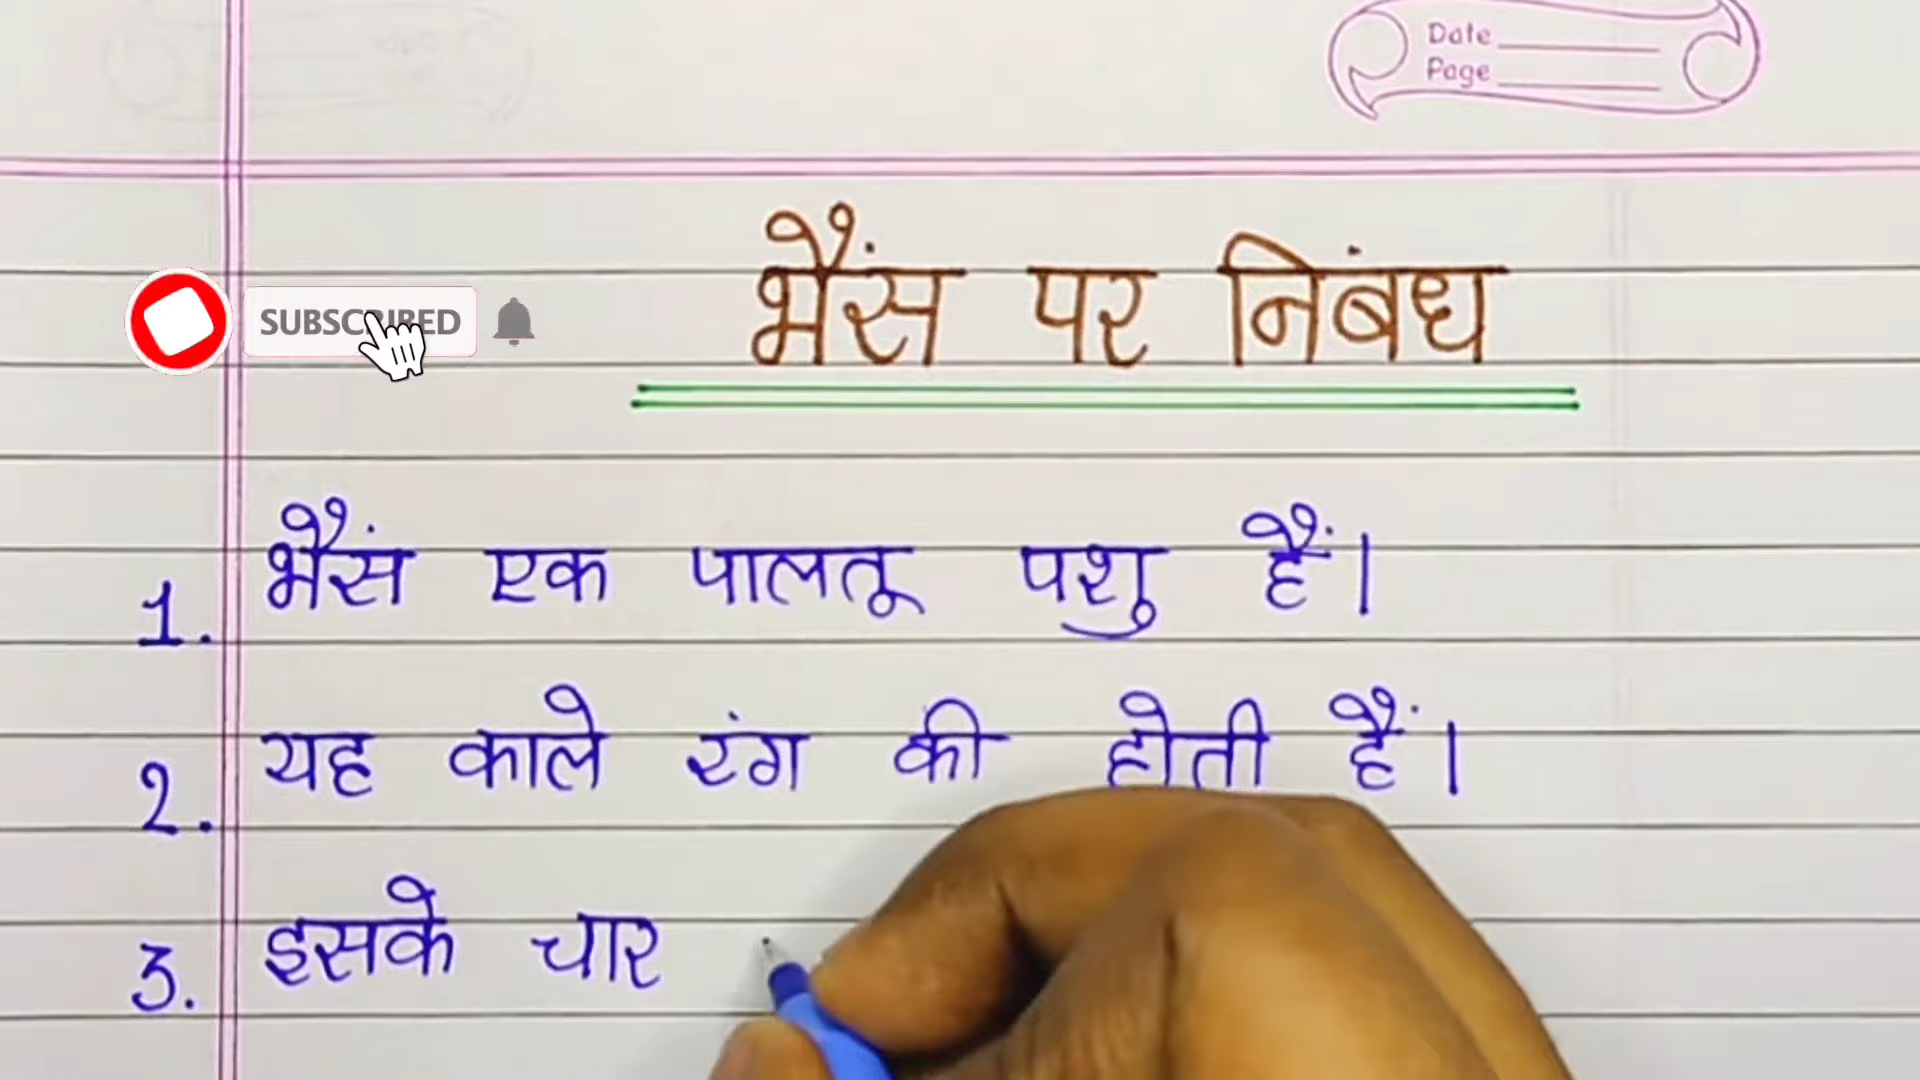 Date
Page
भैंस पर निबंध
SUBSCRIBED
1. भैंस एक पालतू पशु हैं।
2. यह काले रंग की होती हैं।
3. इसके चार